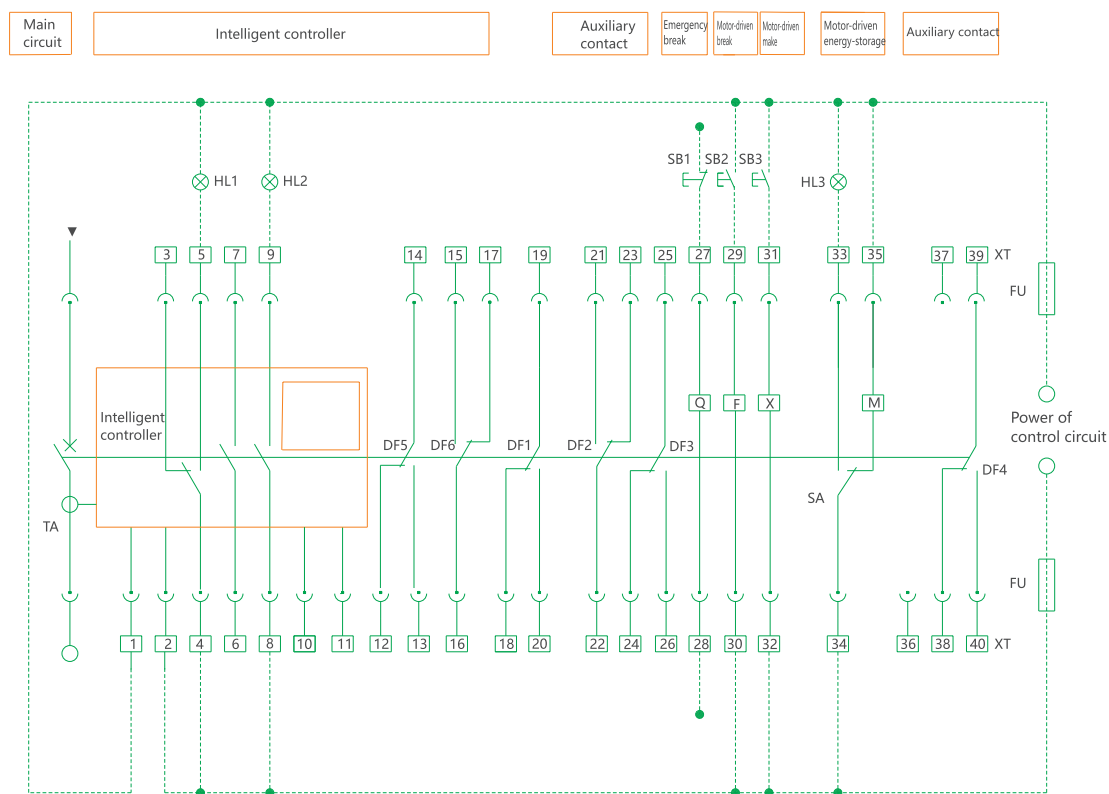 Main
circuit
Intelligent controller
Auxiliary
contact
Emergency
break
Motor-driven
break
Motor-driven
make
Motor-driven
energy-storage
Auxiliary contact
SB1 SB2 SB3
HL1 HL2 HL3
3 5 7 9 14 15 17 19 21 23 25 27 29 31 33 35 37 39 XT
FU
Q F X M
Intelligent
controller
Power of
control circuit
DF5 DF6 DF1 DF2 DF3 DF4
SA
TA
FU
1 2 4 6 8 10 11 12 13 16 18 20 22 24 26 28 30 32 34 36 38 40 XT